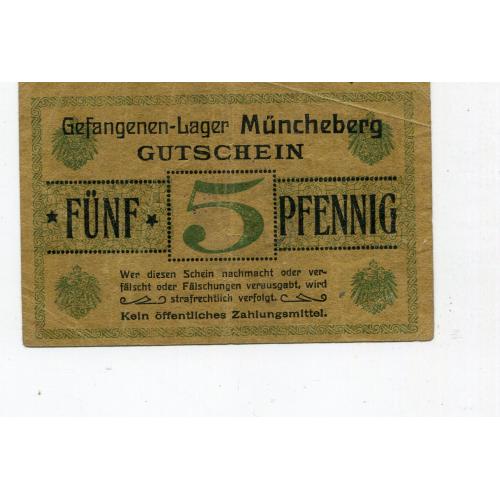 Gefangenen-Lager Müncheberg
GUTSCHEIN
FÜNF 5 PFENNIG
Wer diesen Schein nachmacht oder ver-
fälscht oder Fälschungen verausgabt, wird
strafrechtlich verfolgt.
Kein öffentliches Zahlungsmittel.